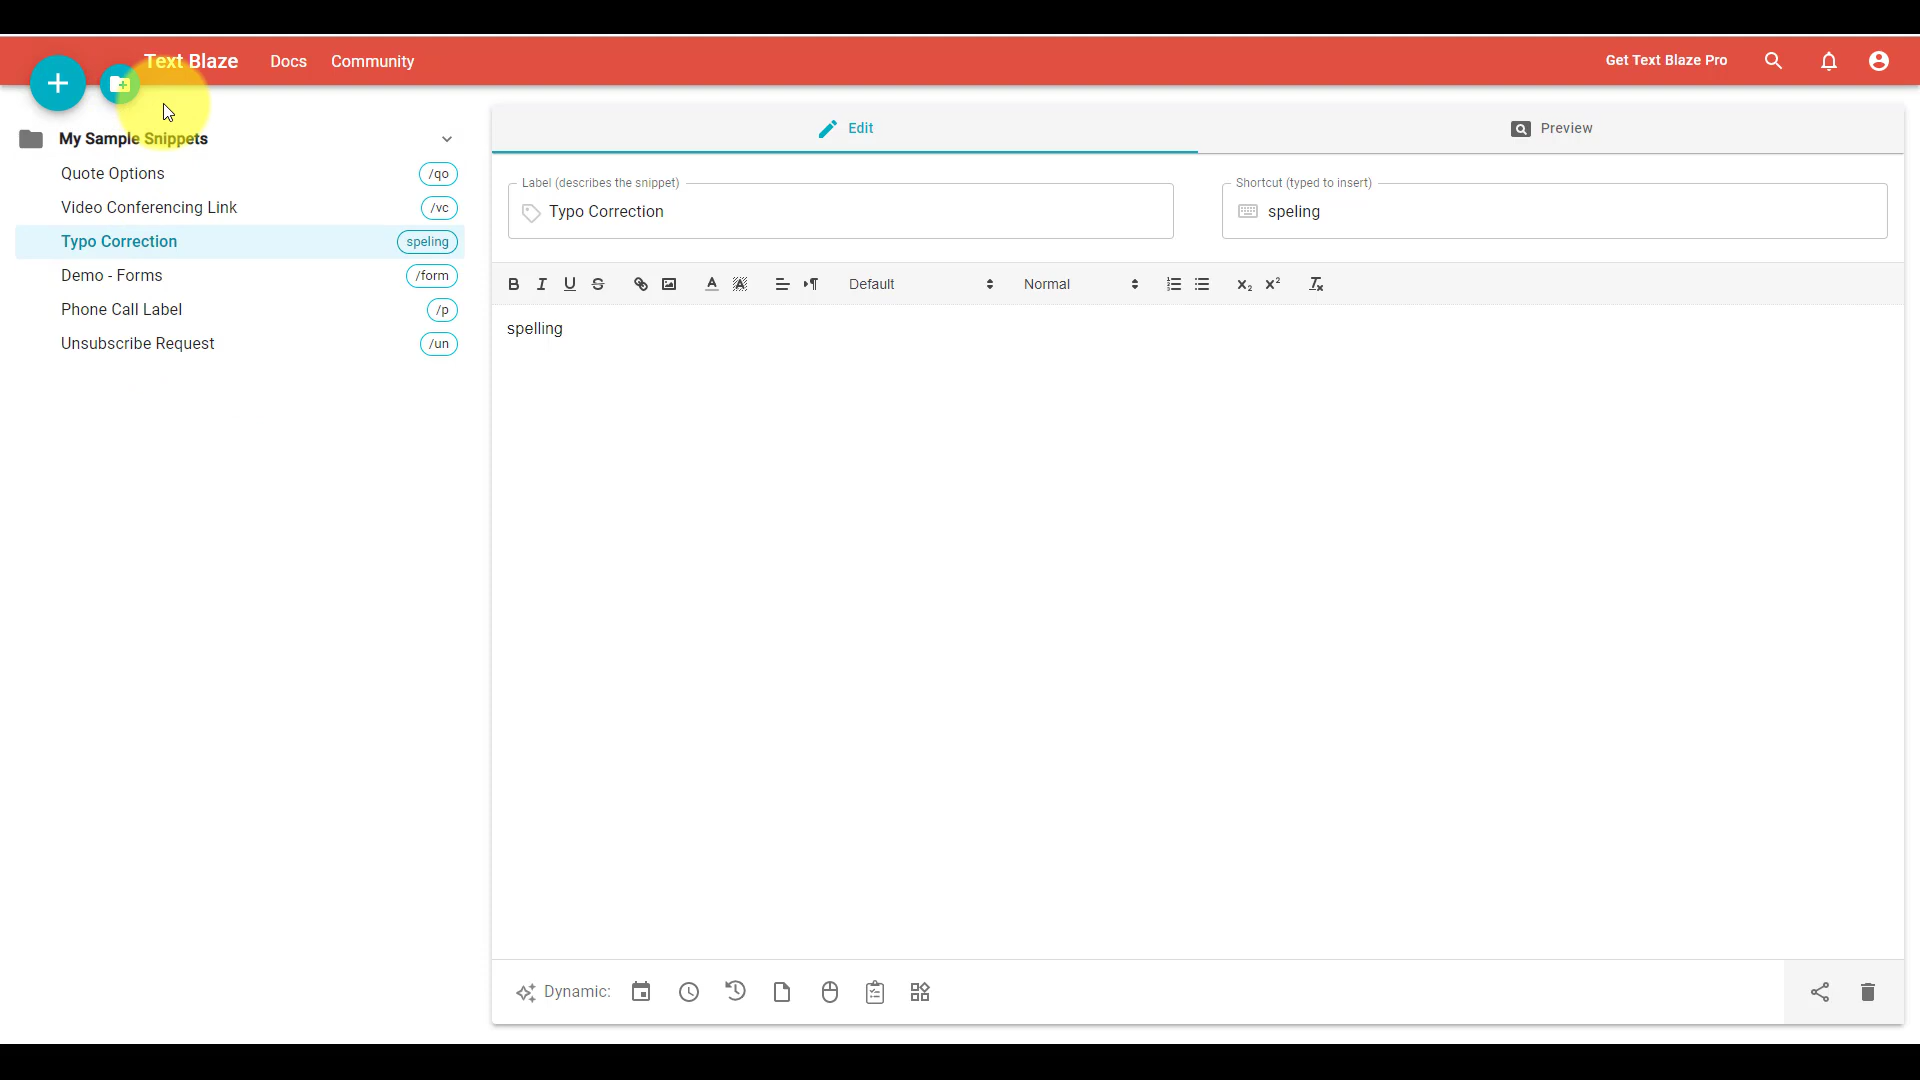 Text Blaze Docs Community Get Text Blaze Pro
My Sample Snippets
Quote Options /qo
Video Conferencing Link /vc
Typo Correction speling
Demo - Forms /form
Phone Call Label /p
Unsubscribe Request /un
Edit Preview
Label (describes the snippet) Shortcut (typed to insert)
Typo Correction speling
B I U S A Default Normal X₂ X²
spelling
Dynamic: